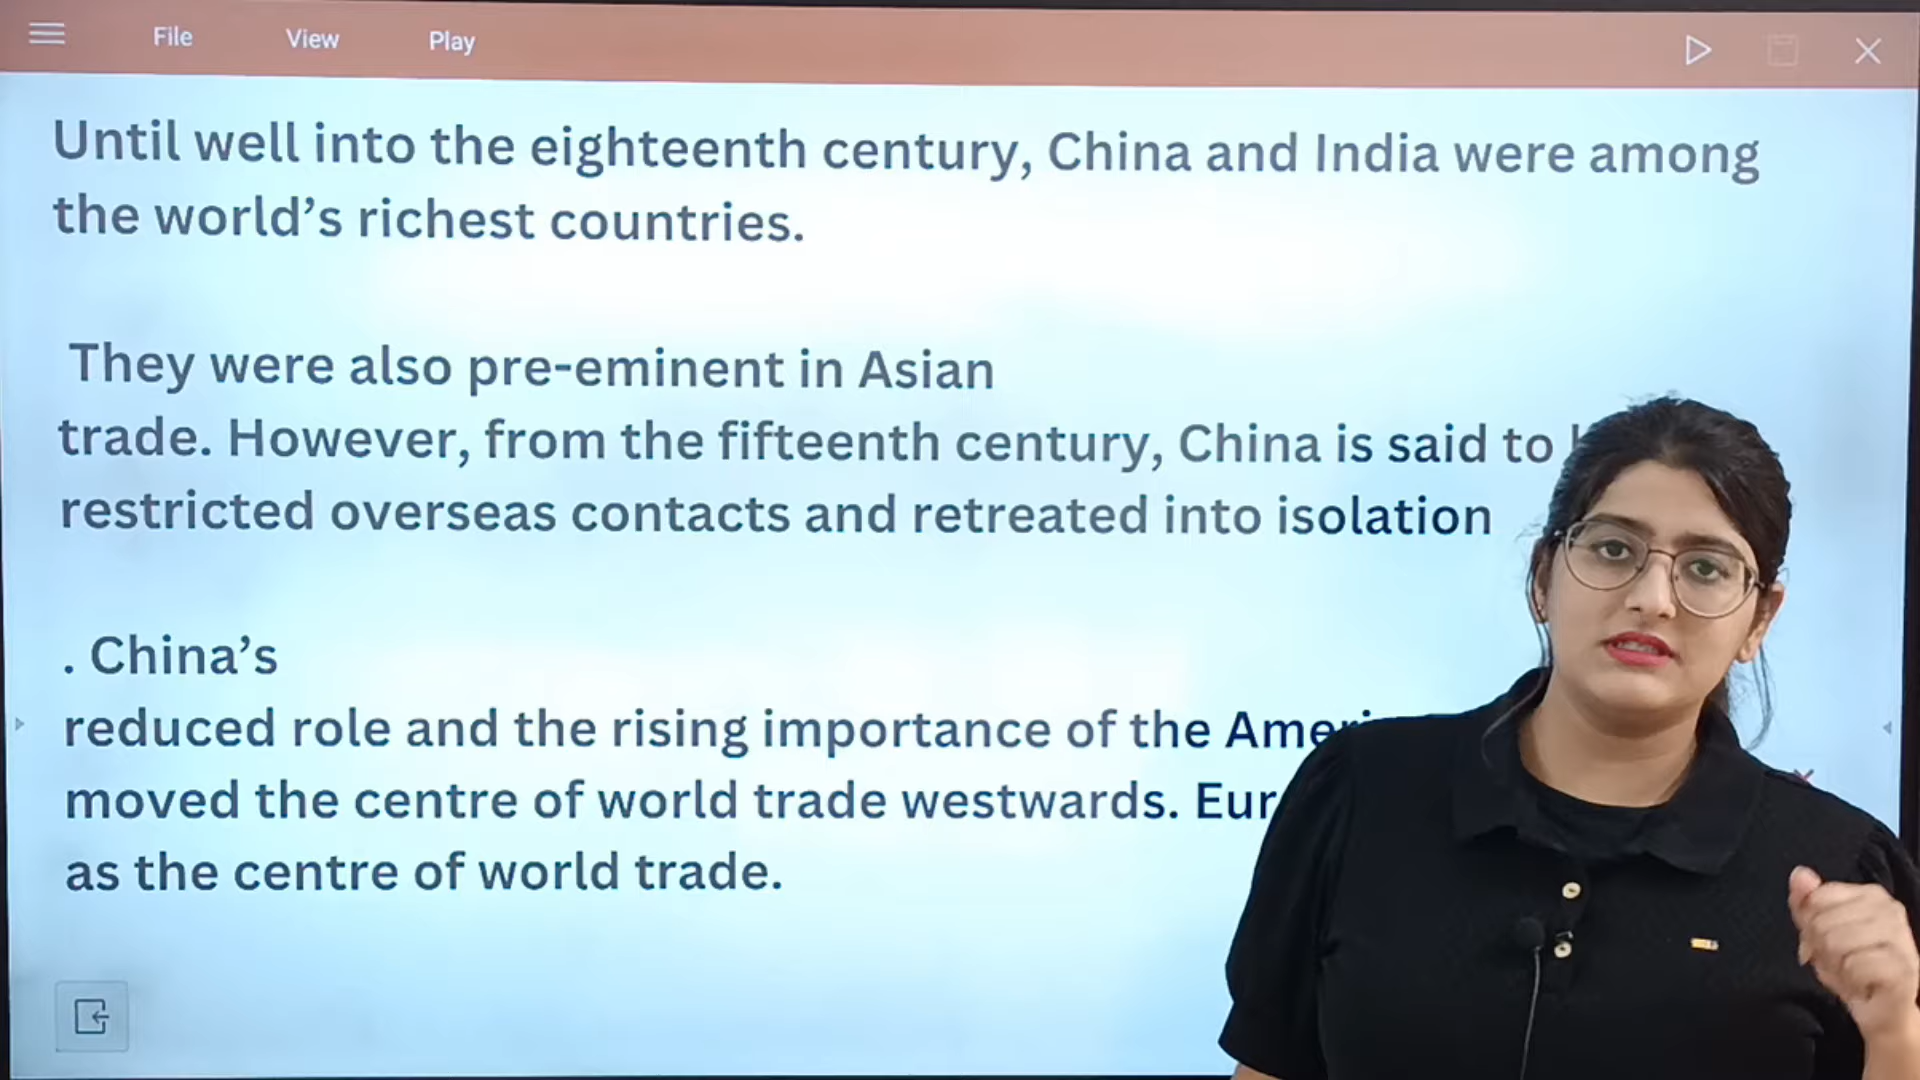 File View Play
Until well into the eighteenth century, China and India were among
the world’s richest countries.
They were also pre-eminent in Asian
trade. However, from the fifteenth century, China is said to
restricted overseas contacts and retreated into isolation
. China’s
reduced role and the rising importance of the
moved the centre of world trade westwards.
as the centre of world trade.